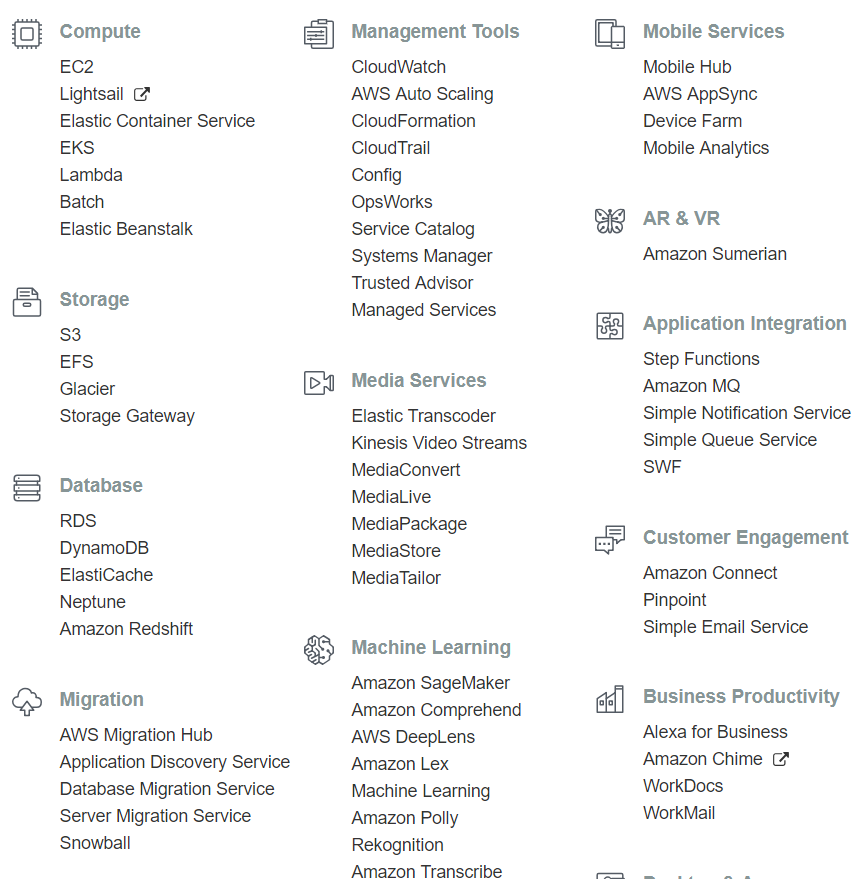 Compute
EC2
Lightsail
Elastic Container Service
EKS
Lambda
Batch
Elastic Beanstalk
Storage
S3
EFS
Glacier
Storage Gateway
Database
RDS
DynamoDB
ElastiCache
Neptune
Amazon Redshift
Migration
AWS Migration Hub
Application Discovery Service
Database Migration Service
Server Migration Service
Snowball
Management Tools
CloudWatch
AWS Auto Scaling
CloudFormation
CloudTrail
Config
OpsWorks
Service Catalog
Systems Manager
Trusted Advisor
Managed Services
Media Services
Elastic Transcoder
Kinesis Video Streams
MediaConvert
MediaLive
MediaPackage
MediaStore
MediaTailor
Machine Learning
Amazon SageMaker
Amazon Comprehend
AWS DeepLens
Amazon Lex
Machine Learning
Amazon Polly
Rekognition
Amazon Transcribe
Mobile Services
Mobile Hub
AWS AppSync
Device Farm
Mobile Analytics
AR & VR
Amazon Sumerian
Application Integration
Step Functions
Amazon MQ
Simple Notification Service
Simple Queue Service
SWF
Customer Engagement
Amazon Connect
Pinpoint
Simple Email Service
Business Productivity
Alexa for Business
Amazon Chime
WorkDocs
WorkMail